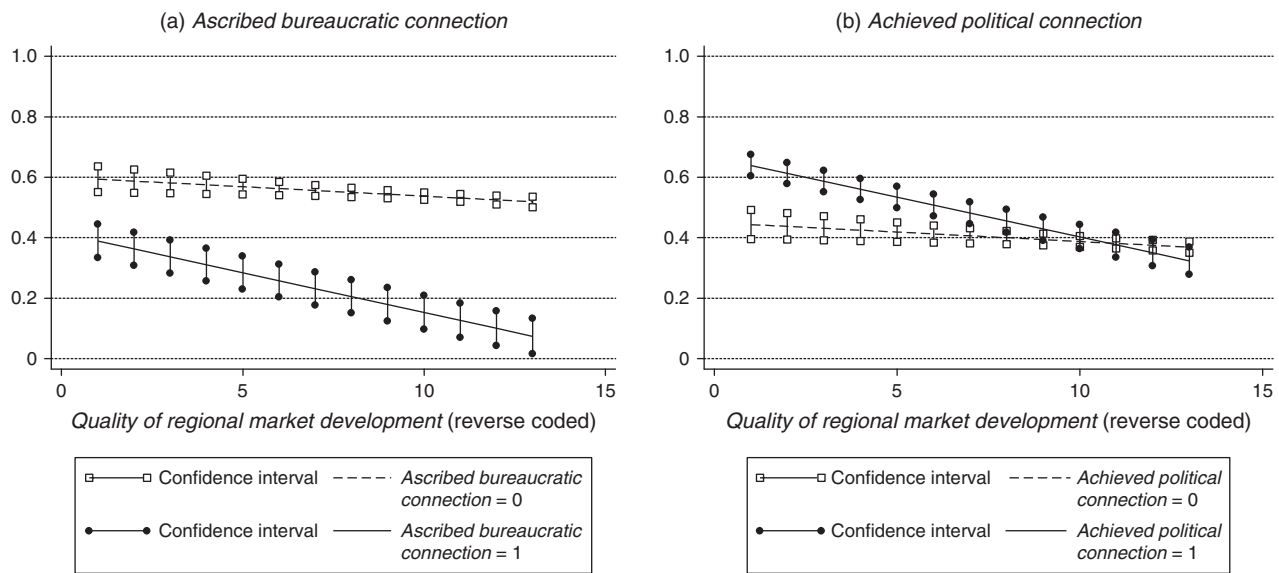 (a) Ascribed bureaucratic connection
1.0
0.8
0.6
0.4
0.2
0
0 5 10 15
Quality of regional market development (reverse coded)
Confidence interval
Ascribed bureaucratic
connection = 0
Confidence interval
Ascribed bureaucratic
connection = 1
(b) Achieved political connection
1.0
0.8
0.6
0.4
0.2
0
0 5 10 15
Quality of regional market development (reverse coded)
Confidence interval
Achieved political
connection = 0
Confidence interval
Achieved political
connection = 1